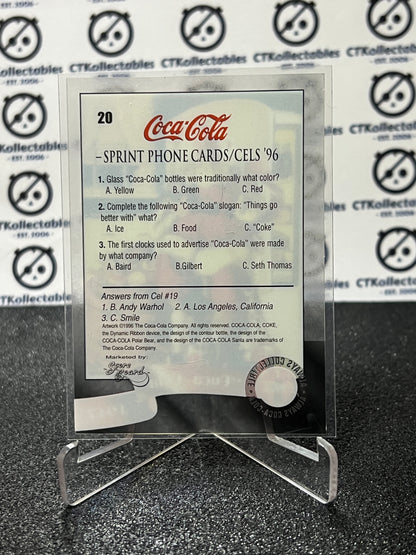 CTKollectables
EST. 2006
20
Coca-Cola
–SPRINT PHONE CARDS/CELS '96
1. Glass "Coca-Cola" bottles were traditionally what color?
A. Yellow B. Green C. Red
2. Complete the following "Coca-Cola" slogan: "Things go
better with" what?
A. Ice B. Food C. "Coke"
3. The first clocks used to advertise "Coca-Cola" were made
by what company?
A. Baird B.Gilbert C. Seth Thomas
Answers from Cel #19
1. B. Andy Warhol 2. A. Los Angeles, California
3. C. Smile
Artwork ©1996 The Coca-Cola Company. All rights reserved. COCA-COLA, COKE,
the Dynamic Ribbon device, the design of the contour bottle, the design of the
COCA-COLA Polar Bear, and the design of the COCA-COLA Santa are trademarks of
The Coca-Cola Company.
Marketed by:
Score Board